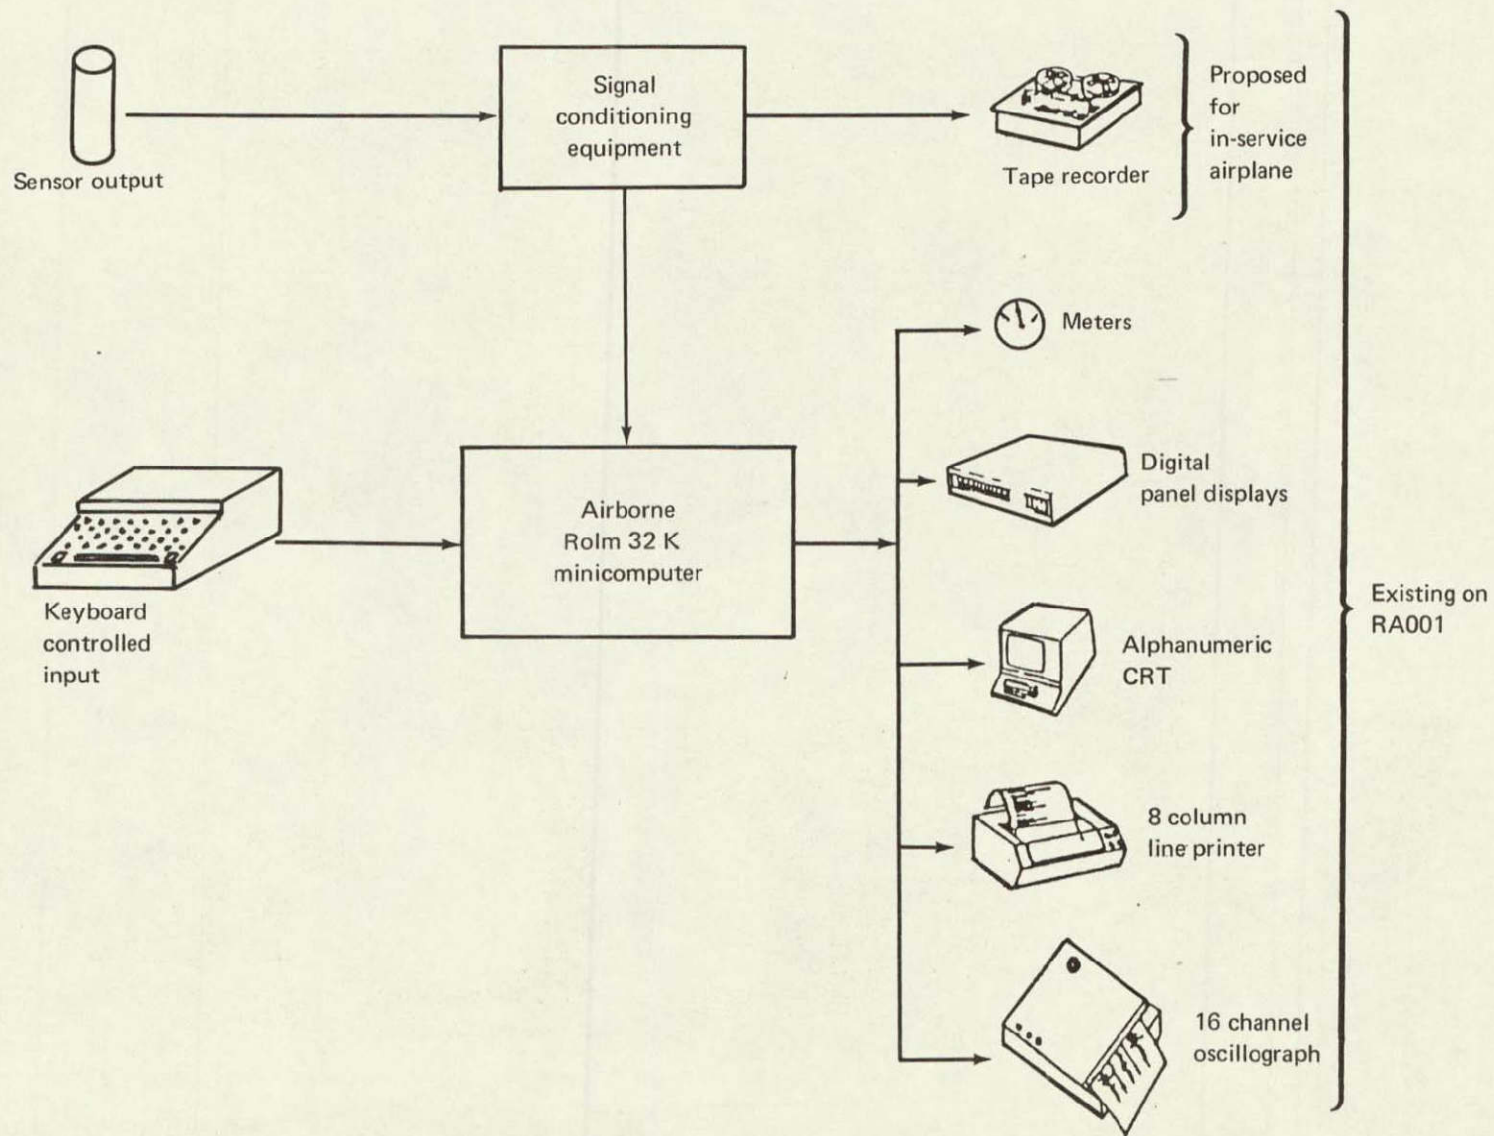 Sensor output
Signal
conditioning
equipment
Tape recorder
Proposed
for
in-service
airplane
Meters
Digital
panel displays
Keyboard
controlled
input
Airborne
Rolm 32 K
minicomputer
Alphanumeric
CRT
8 column
line printer
16 channel
oscillograph
Existing on
RA001